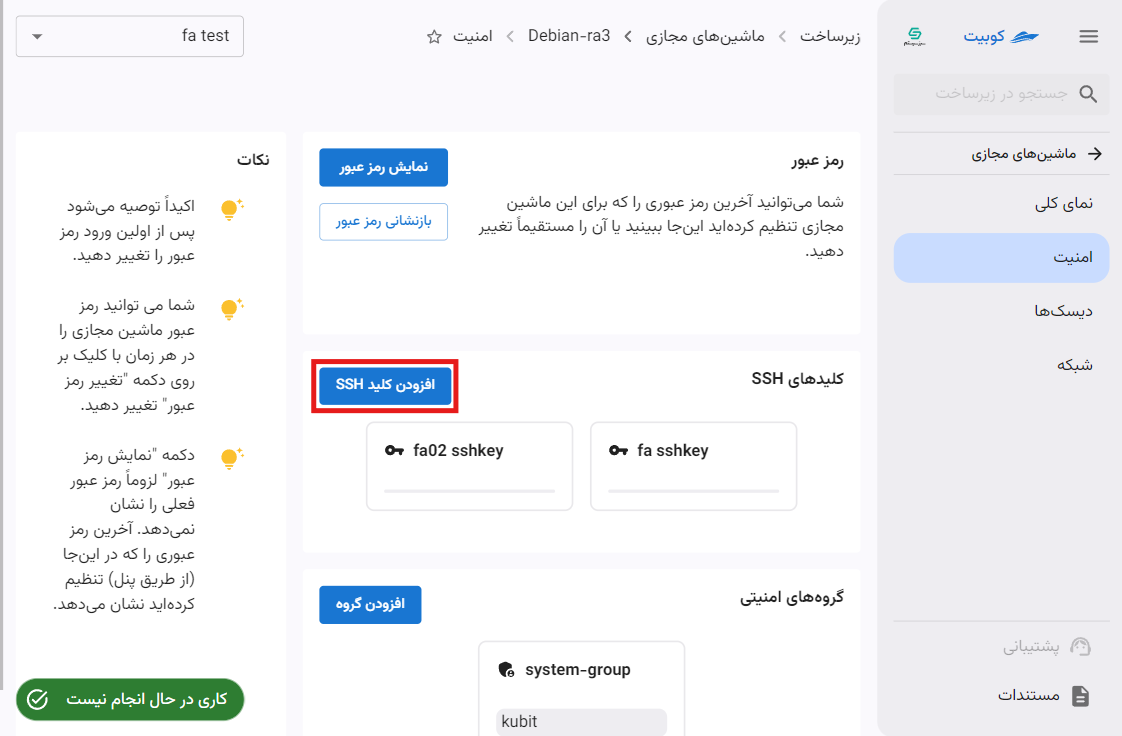 کوبیت
جستجو در زیرساخت
ماشین‌های مجازی
نمای کلی
امنیت
دیسک‌ها
شبکه
پشتیبانی
مستندات
زیرساخت
ماشین‌های مجازی
Debian-ra3
امنیت
fa test
رمز عبور
نمایش رمز عبور
بازنشانی رمز عبور
شما می‌توانید آخرین رمز عبوری را که برای این ماشین
مجازی تنظیم کرده‌اید این‌جا ببینید یا آن را مستقیماً تغییر
دهید.
کلیدهای SSH
افزودن کلید SSH
fa sshkey
fa02 sshkey
گروه‌های امنیتی
افزودن گروه
system-group
kubit
نکات
اکیداً توصیه می‌شود
پس از اولین ورود رمز
عبور را تغییر دهید.
شما می توانید رمز
عبور ماشین مجازی را
در هر زمان با کلیک بر
روی دکمه "تغییر رمز
عبور" تغییر دهید.
دکمه "نمایش رمز
عبور" لزوماً رمز عبور
فعلی را نشان
نمی‌دهد. آخرین رمز
عبوری را که در این‌جا
(از طریق پنل) تنظیم
کرده‌اید نشان می‌دهد.
کاری در حال انجام نیست